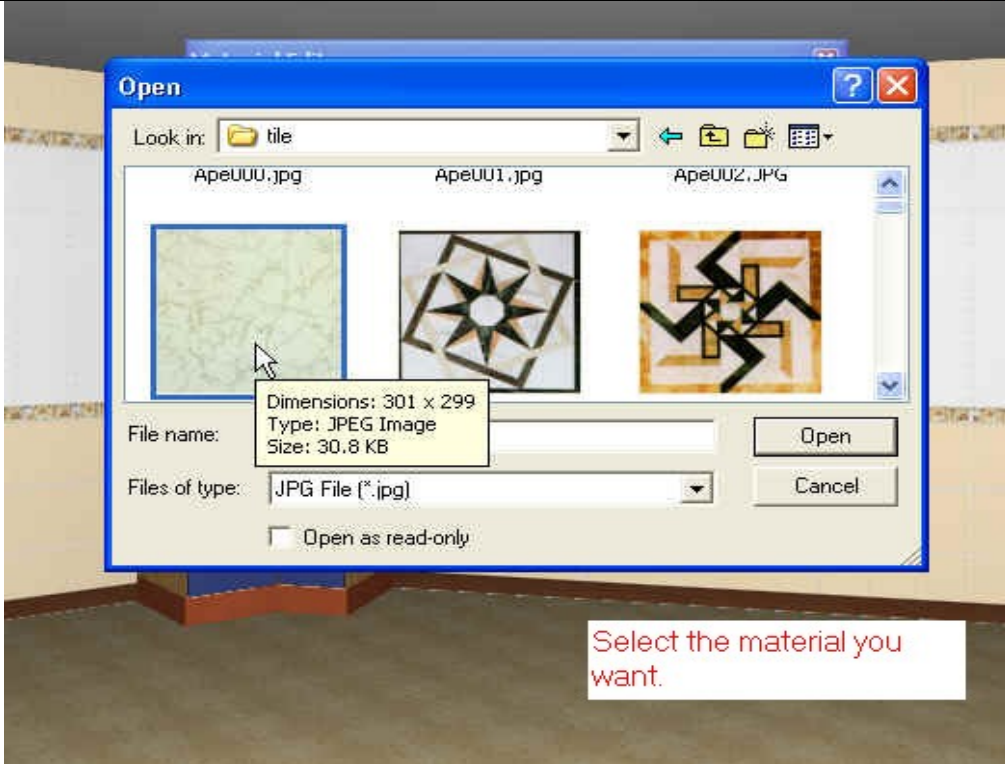 Open
Look in: tile
Ape000.jpg Ape001.jpg Ape002.JPG
Dimensions: 301 x 299
Type: JPEG Image
Size: 30.8 KB
File name: Open
Files of type: JPG File (*.jpg) Cancel
Open as read-only
Select the material you
want.